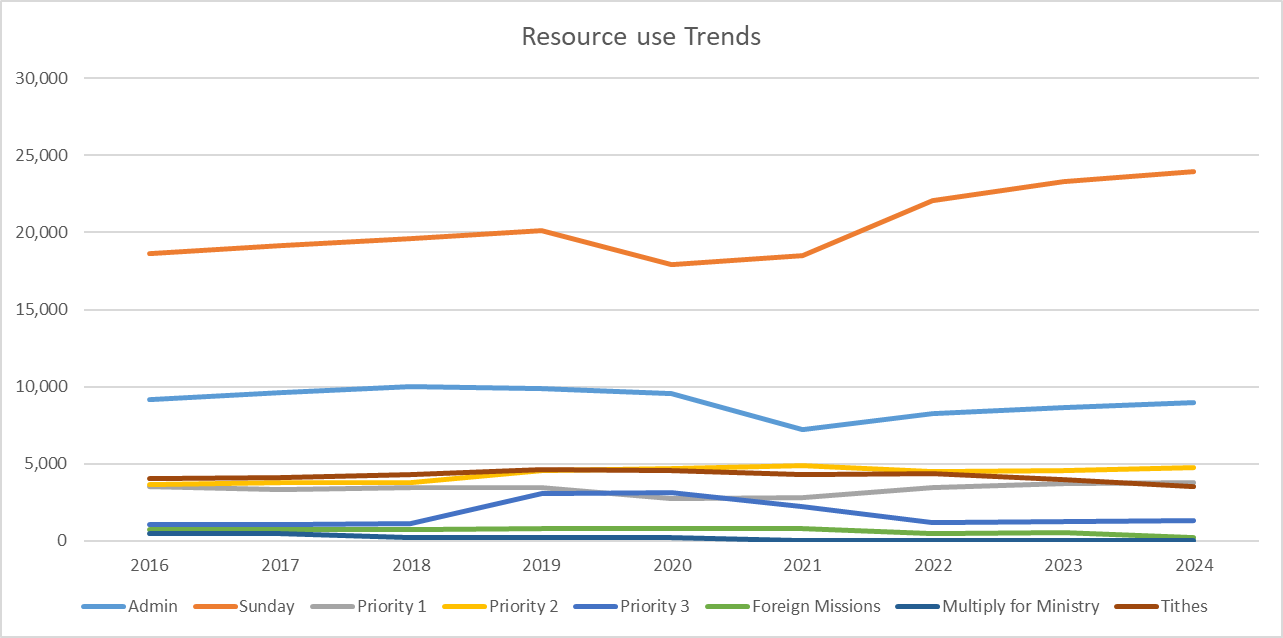 Resource use Trends
30,000
25,000
20,000
15,000
10,000
5,000
0
2016 2017 2018 2019 2020 2021 2022 2023 2024
Admin Sunday Priority 1 Priority 2 Priority 3 Foreign Missions Multiply for Ministry Tithes